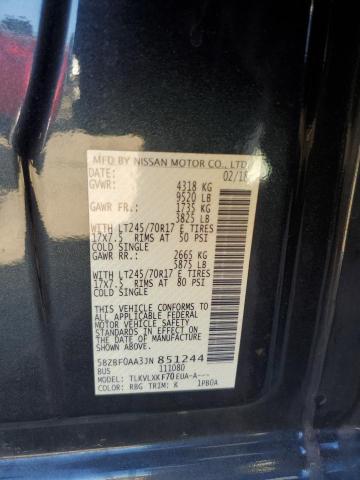 MFD BY NISSAN MOTOR CO., LTD.
DATE: 02/18
GVWR: 4318 KG
9520 LB
GAWR FR: 1735 KG
3825 LB
WITH LT245/70R17 E TIRES
17X7.5 RIMS AT 50 PSI
COLD SINGLE
GAWR RR: 2665 KG
5875 LB
WITH LT245/70R17 E TIRES
17X7.5 RIMS AT 80 PSI
COLD SINGLE
THIS VEHICLE CONFORMS TO ALL
APPLICABLE U.S. FEDERAL MOTOR
VEHICLE SAFETY STANDARDS IN
EFFECT ON THE DATE OF
MANUFACTURE SHOWN ABOVE.
5BZBF0AA3JN851244
BUS 111080
MODEL: TLKVLXKF70EUA-A---
COLOR: RBG TRIM: K 1PB0A